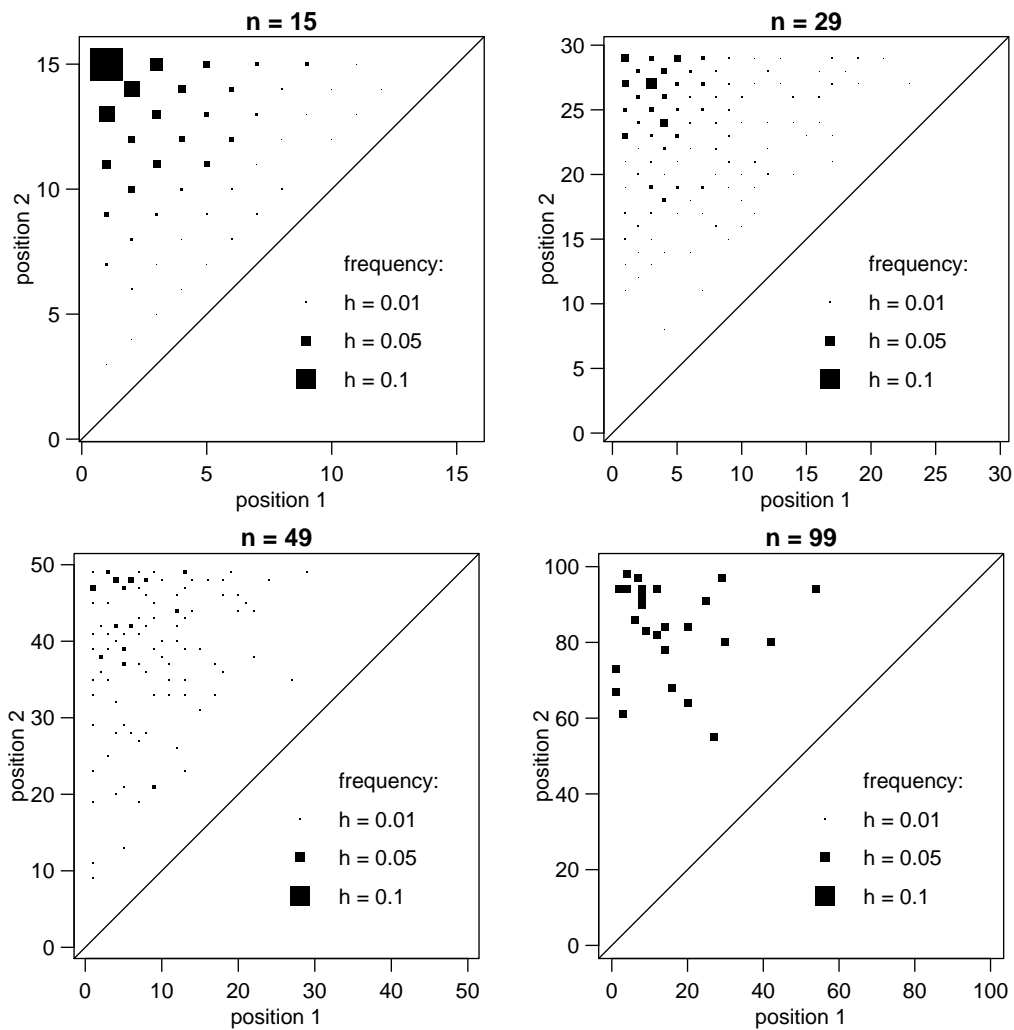 n = 15
position 2
15
10
5
0
0 5 10 15
position 1
frequency:
h = 0.01
h = 0.05
h = 0.1
n = 29
position 2
30
25
20
15
10
5
0
0 5 10 15 20 25 30
position 1
frequency:
h = 0.01
h = 0.05
h = 0.1
n = 49
position 2
50
40
30
20
10
0
0 10 20 30 40 50
position 1
frequency:
h = 0.01
h = 0.05
h = 0.1
n = 99
position 2
100
80
60
40
20
0
0 20 40 60 80 100
position 1
frequency:
h = 0.01
h = 0.05
h = 0.1